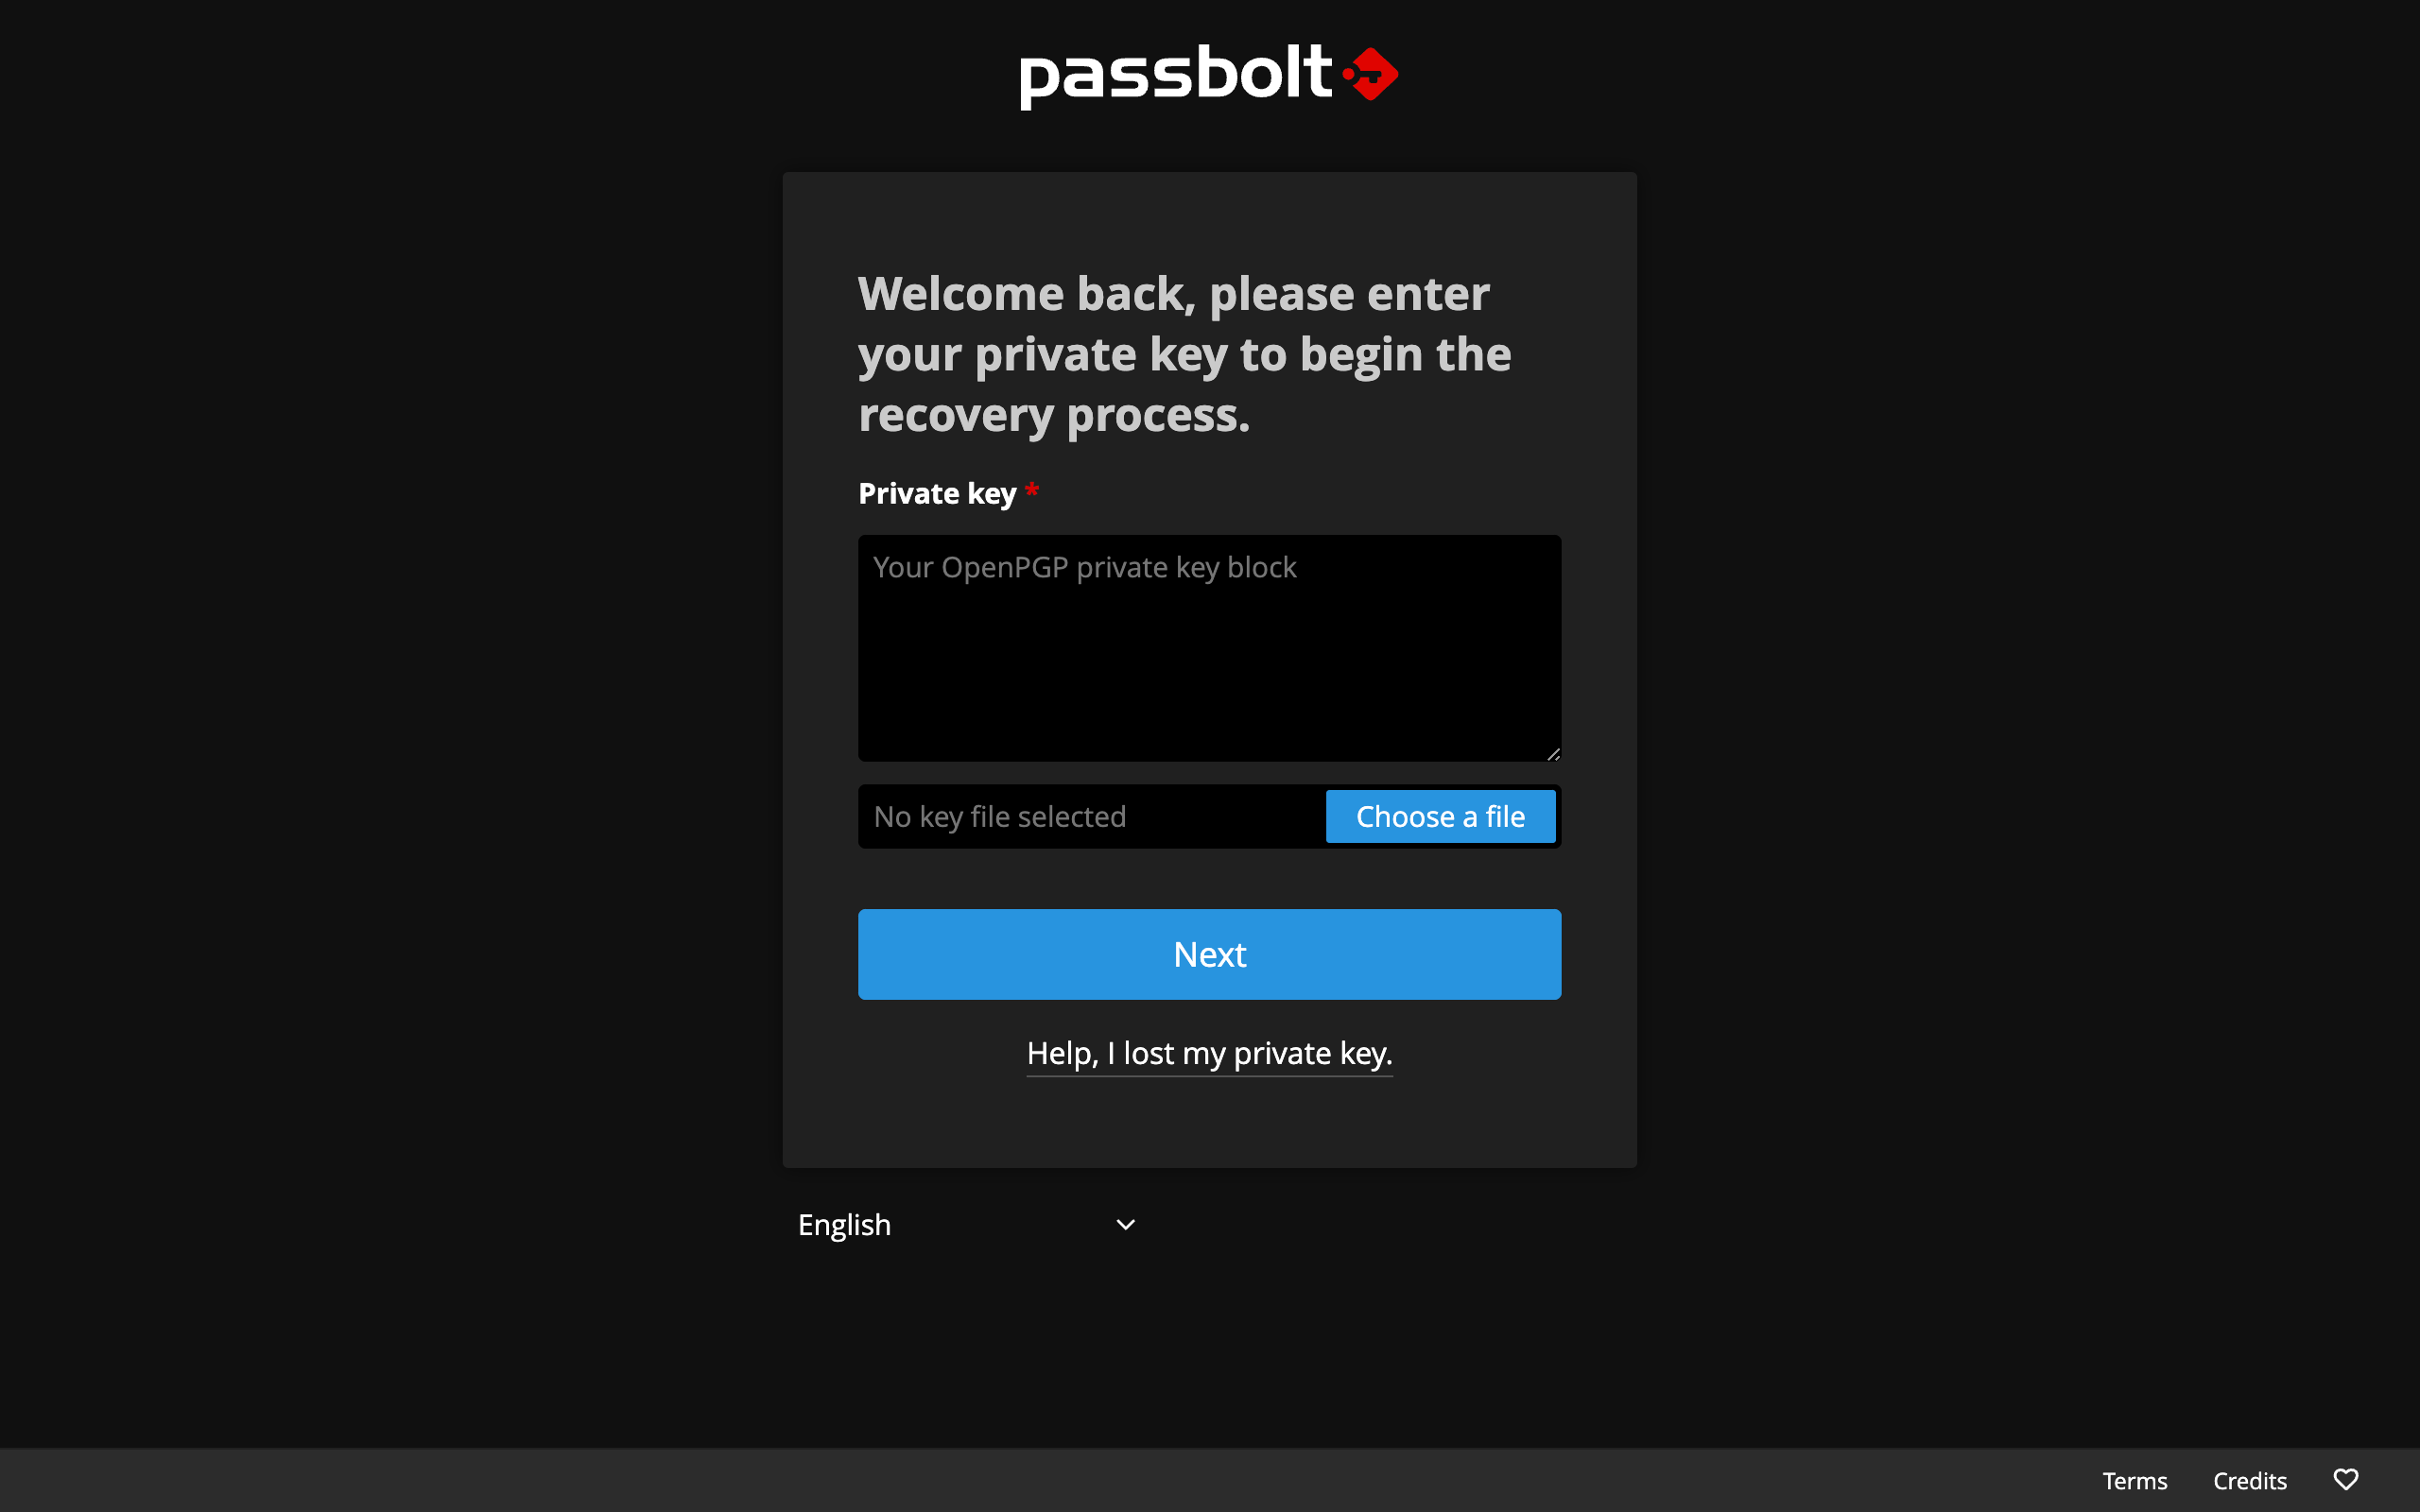 passbolt
Welcome back, please enter
your private key to begin the
recovery process.
Private key *
Your OpenPGP private key block
No key file selected
Choose a file
Next
Help, I lost my private key.
English
Terms
Credits